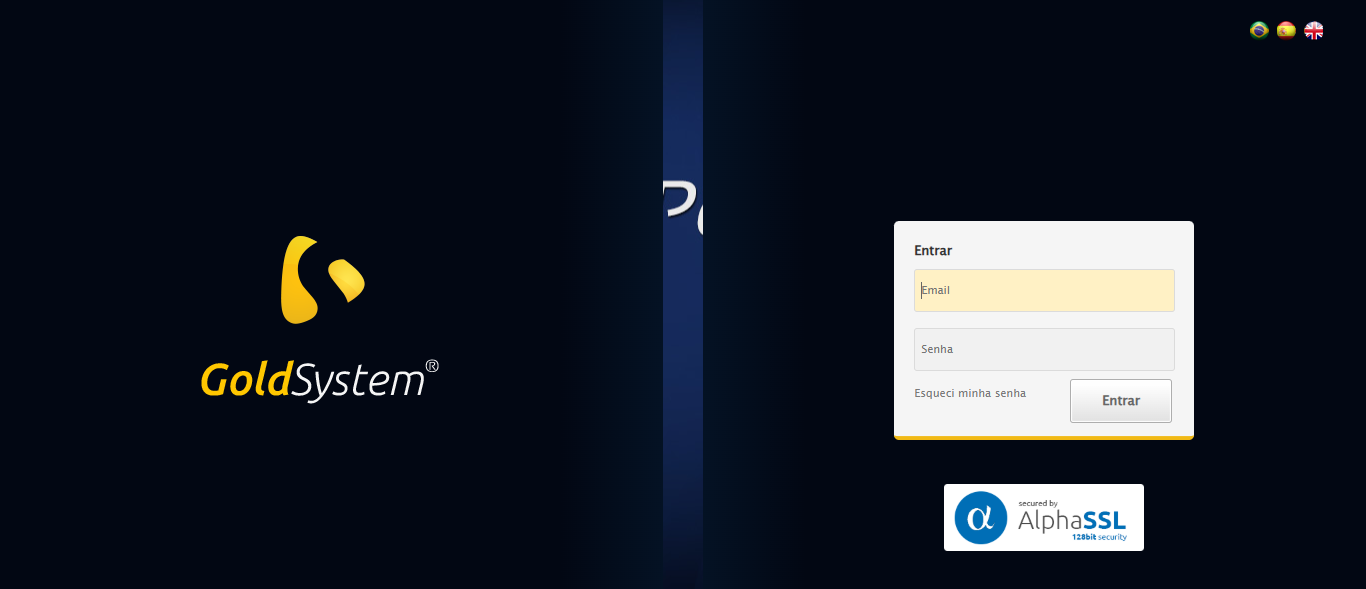 GoldSystem®
Entrar
Email
Senha
Esqueci minha senha
Entrar
α
secured by
AlphaSSL
128bit security